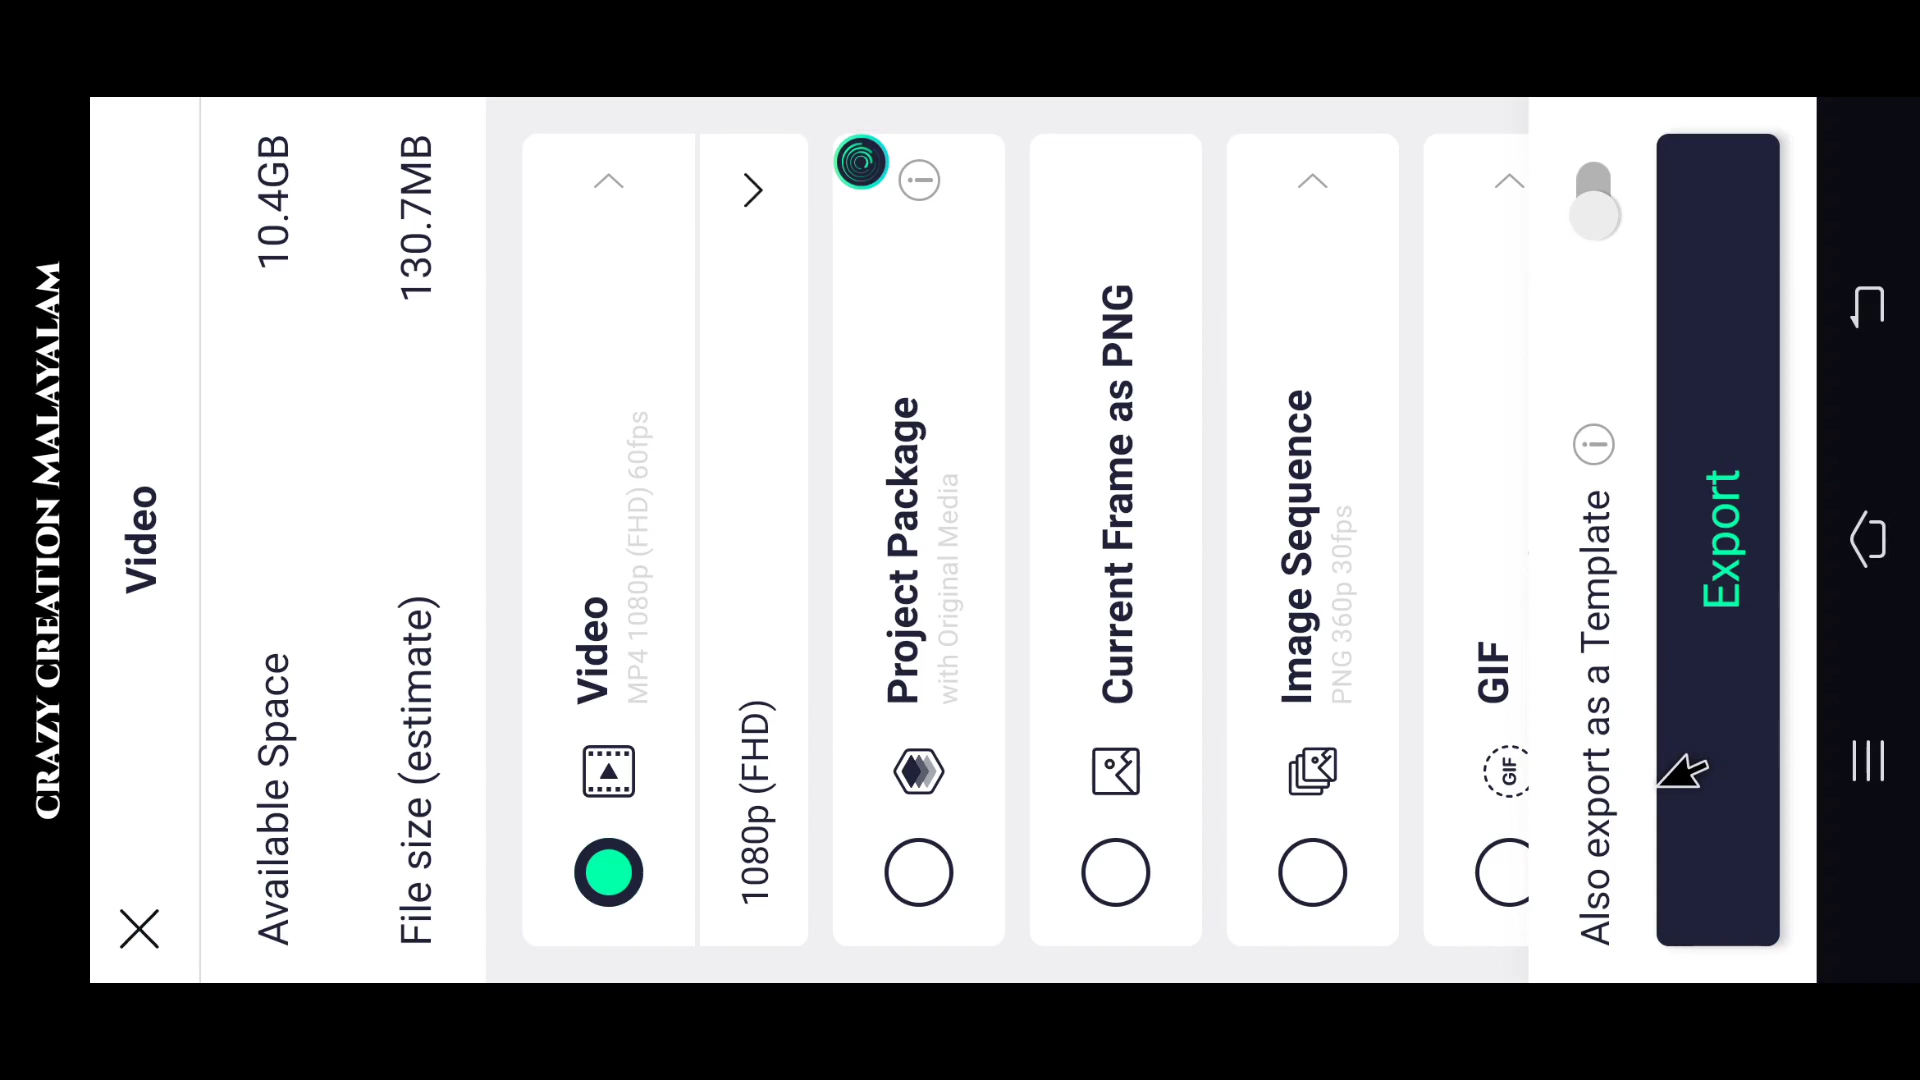 CRAZY CREATION MALAYALAM
Video
Available Space 10.4GB
File size (estimate) 130.7MB
Video
MP4 1080p (FHD) 60fps
1080p (FHD)
Project Package
with Original Media
Current Frame as PNG
Image Sequence
PNG 360p 30fps
GIF
GIF
Also export as a Template
Export